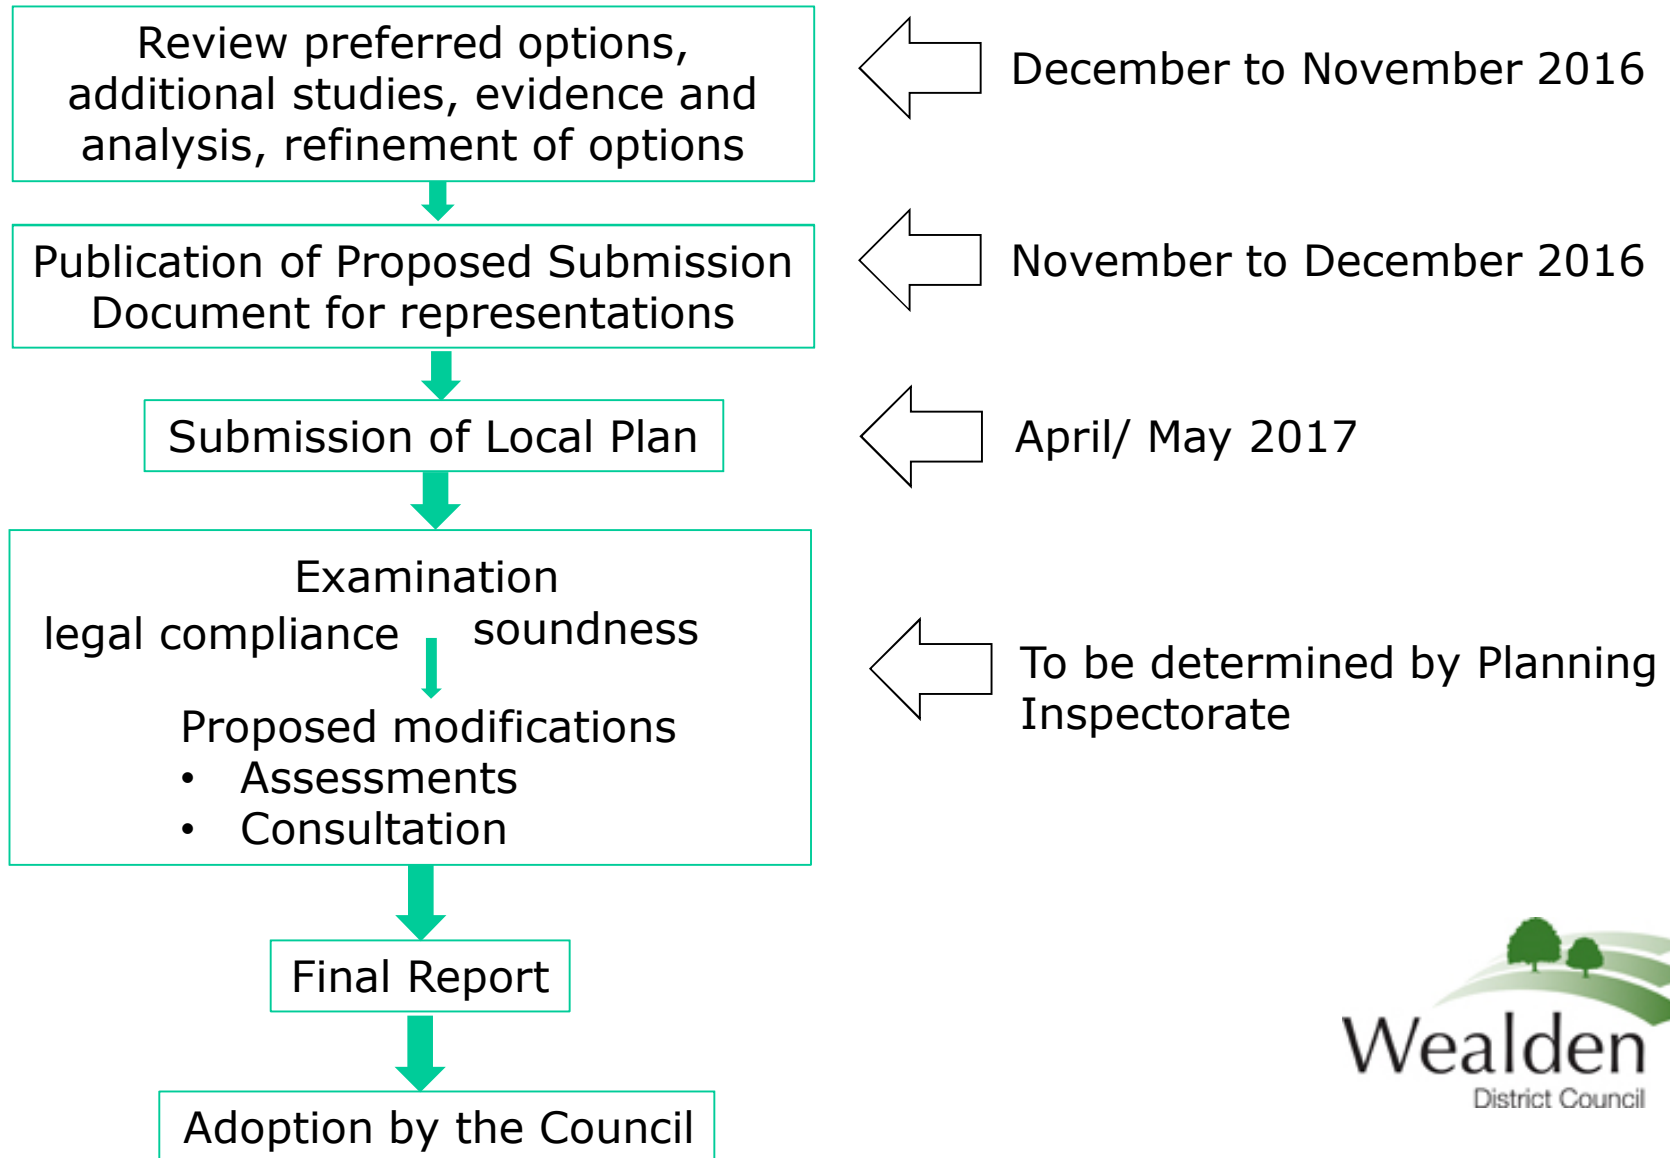 Review preferred options,
additional studies, evidence and
analysis, refinement of options
December to November 2016
Publication of Proposed Submission
Document for representations
November to December 2016
Submission of Local Plan
April/ May 2017
Examination
legal compliance
soundness
Proposed modifications
• Assessments
• Consultation
To be determined by Planning
Inspectorate
Final Report
Adoption by the Council
Wealden
District Council